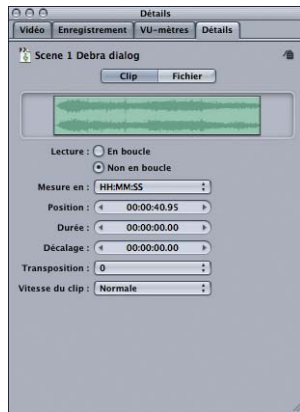 Détails
Vidéo Enregistrement VU-mètres Détails
Scene 1 Debra dialog
Clip Fichier
Lecture : En boucle
Non en boucle
Mesure en : HH:MM:SS
Position : 00:00:40.95
Durée : 00:00:00.00
Décalage : 00:00:00.00
Transposition : 0
Vitesse du clip : Normale